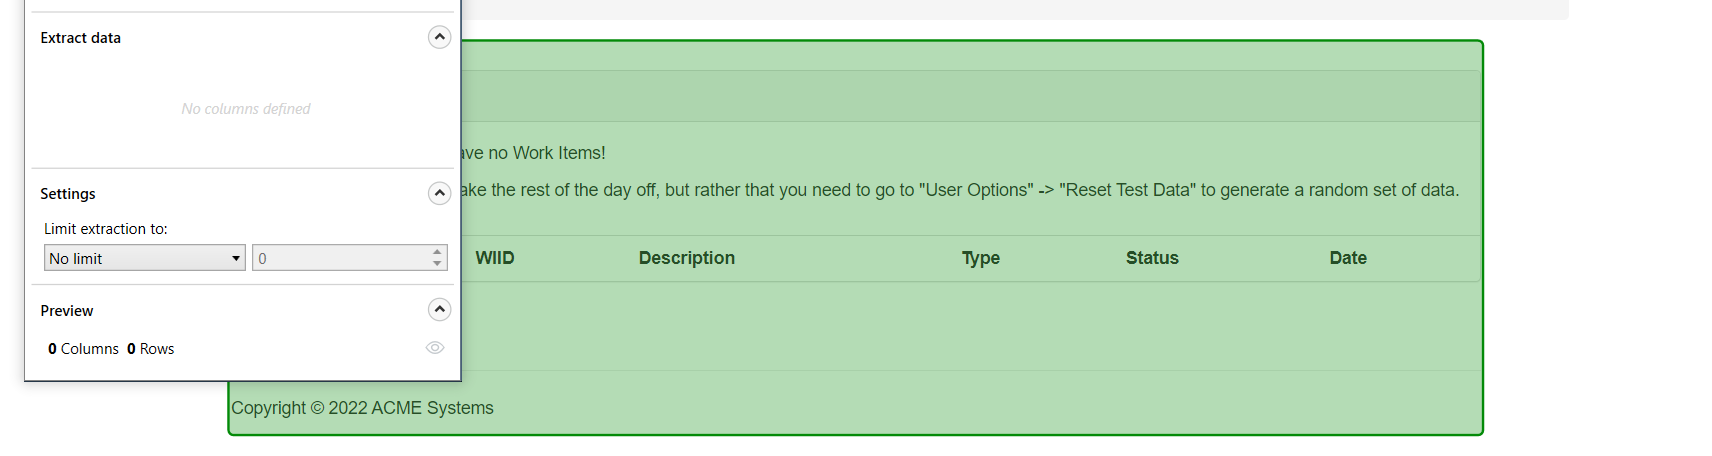 Extract data
No columns defined
Settings
Limit extraction to:
No limit 0
Preview
0 Columns 0 Rows
no Work Items!
the rest of the day off, but rather that you need to go to "User Options" -> "Reset Test Data" to generate a random set of data.
WIID Description Type Status Date
Copyright © 2022 ACME Systems